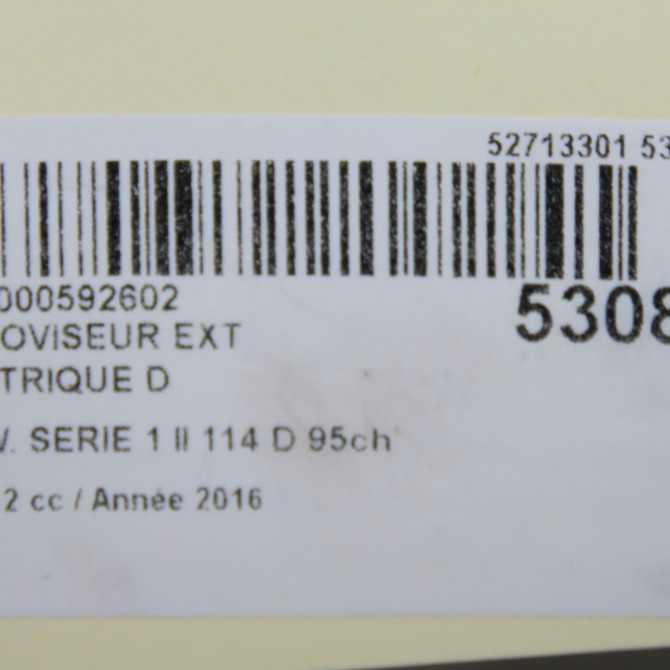 52713301 53
000592602
5308
OVISEUR EXT
TRIQUE D
. SERIE 1 II 114 D 95ch
2 cc / Année 2016